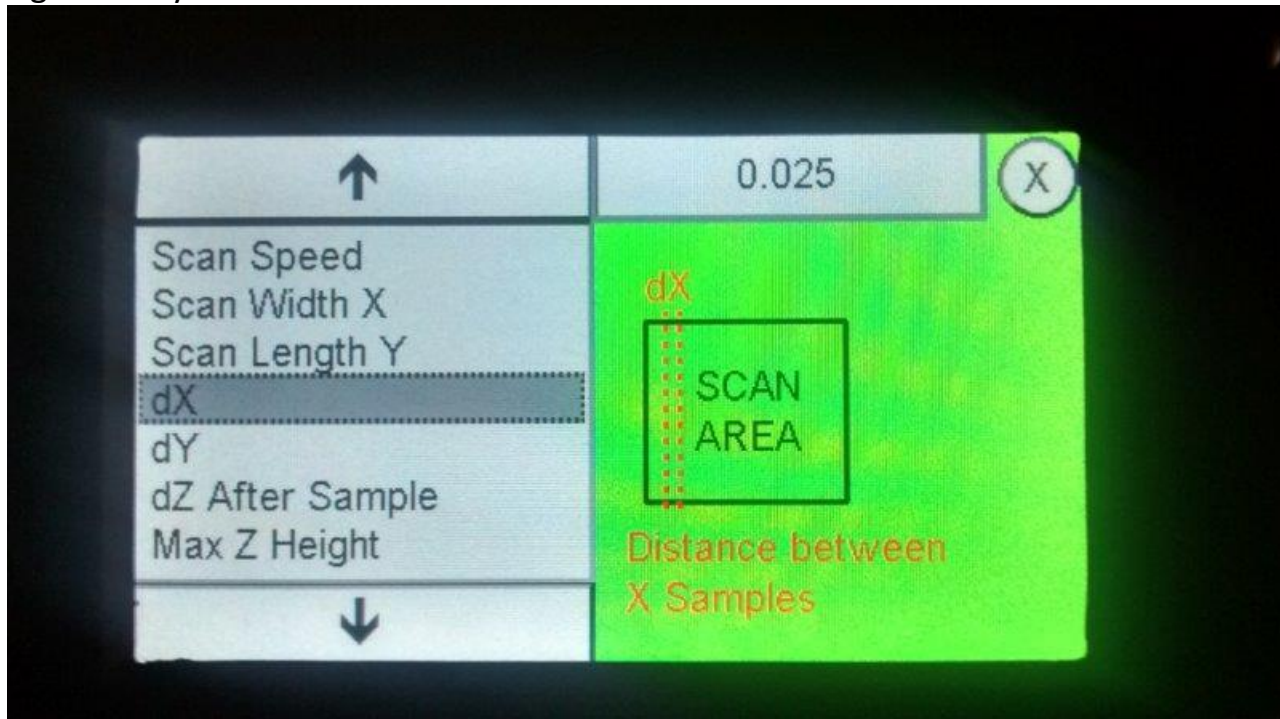 ↑
0.025
X
Scan Speed
Scan Width X
Scan Length Y
dX
dY
dZ After Sample
Max Z Height
↓
dX
SCAN
AREA
Distance between
X Samples